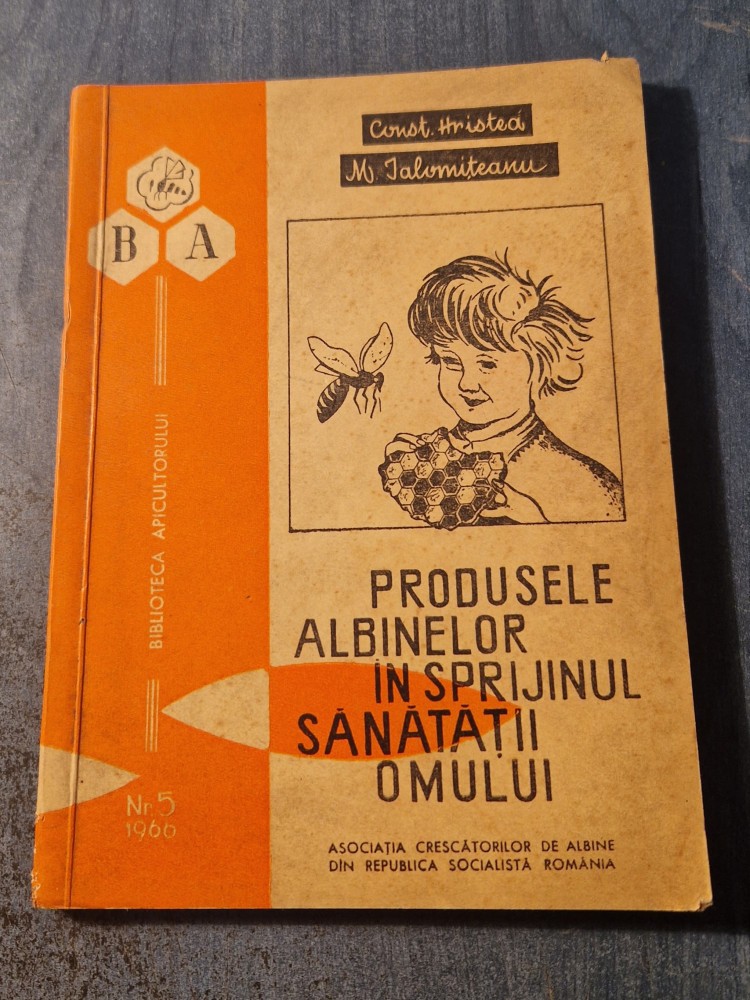 Const. Hristea
M. Ialomițeanu
B A
BIBLIOTECA APICULTORULUI
PRODUSELE
ALBINELOR
ÎN SPRIJINUL
SĂNĂTĂȚII
OMULUI
Nr. 5
1966
ASOCIAȚIA CRESCĂTORILOR DE ALBINE
DIN REPUBLICA SOCIALISTĂ ROMÂNIA